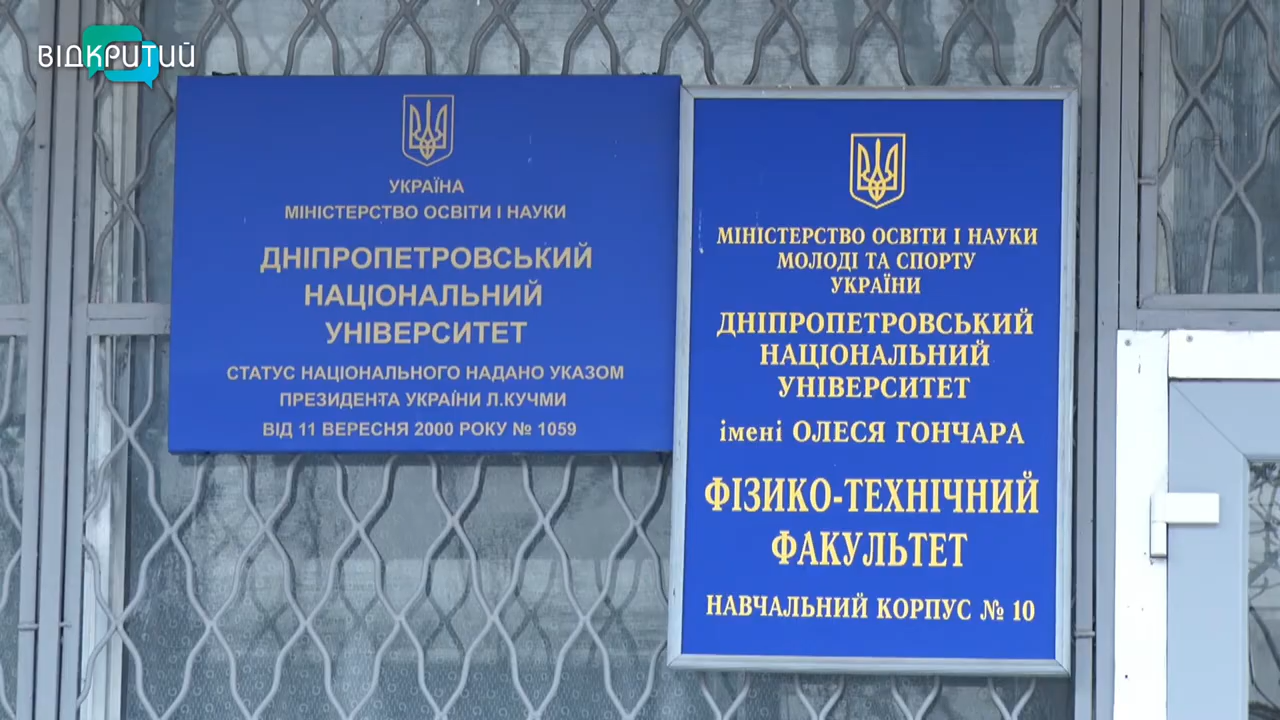 ВІДКРИТИЙ
УКРАЇНА
МІНІСТЕРСТВО ОСВІТИ І НАУКИ
ДНІПРОПЕТРОВСЬКИЙ
НАЦІОНАЛЬНИЙ
УНІВЕРСИТЕТ
СТАТУС НАЦІОНАЛЬНОГО НАДАНО УКАЗОМ
ПРЕЗИДЕНТА УКРАЇНИ Л.КУЧМИ
ВІД 11 ВЕРЕСНЯ 2000 РОКУ № 1059
МІНІСТЕРСТВО ОСВІТИ І НАУКИ
МОЛОДІ ТА СПОРТУ
УКРАЇНИ
ДНІПРОПЕТРОВСЬКИЙ
НАЦІОНАЛЬНИЙ
УНІВЕРСИТЕТ
імені ОЛЕСЯ ГОНЧАРА
ФІЗИКО-ТЕХНІЧНИЙ
ФАКУЛЬТЕТ
НАВЧАЛЬНИЙ КОРПУС № 10